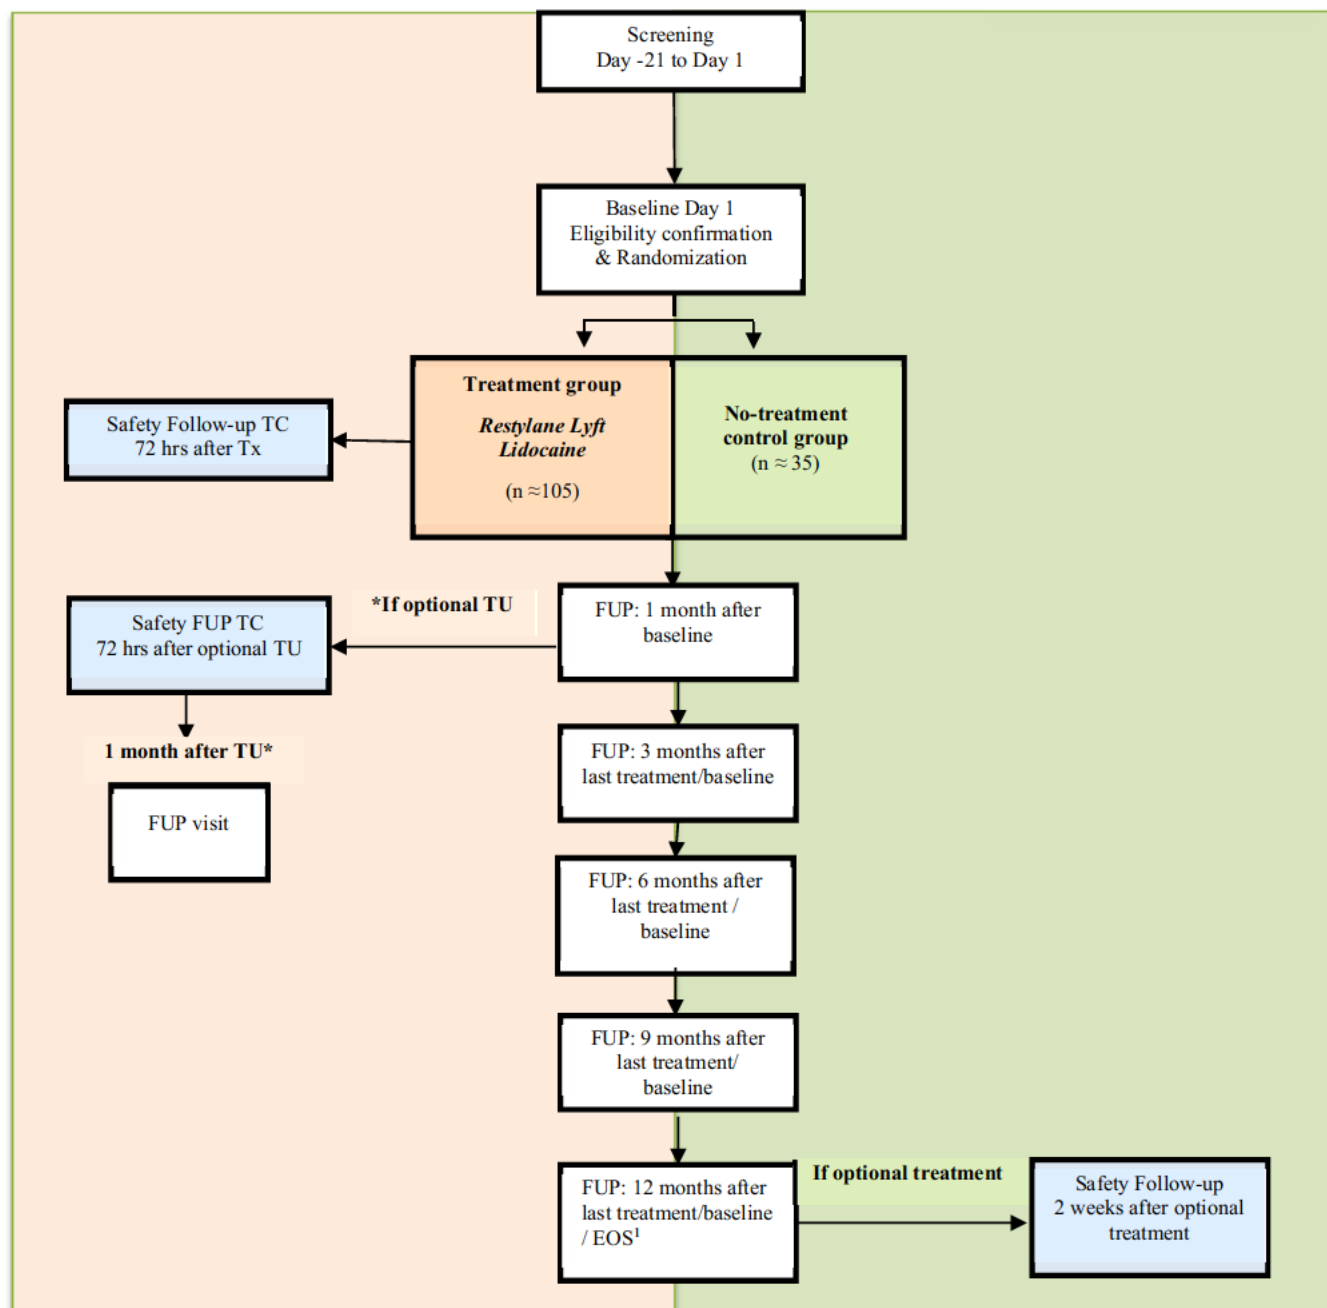 Screening
Day -21 to Day 1
Baseline Day 1
Eligibility confirmation
& Randomization
Treatment group
Restylane Lyft
Lidocaine
(n ≈105)
No-treatment
control group
(n ≈ 35)
Safety Follow-up TC
72 hrs after Tx
FUP: 1 month after
baseline
*If optional TU
Safety FUP TC
72 hrs after optional TU
1 month after TU*
FUP visit
FUP: 3 months after
last treatment/baseline
FUP: 6 months after
last treatment /
baseline
FUP: 9 months after
last treatment/
baseline
FUP: 12 months after
last treatment/baseline
/ EOS¹
If optional treatment
Safety Follow-up
2 weeks after optional
treatment